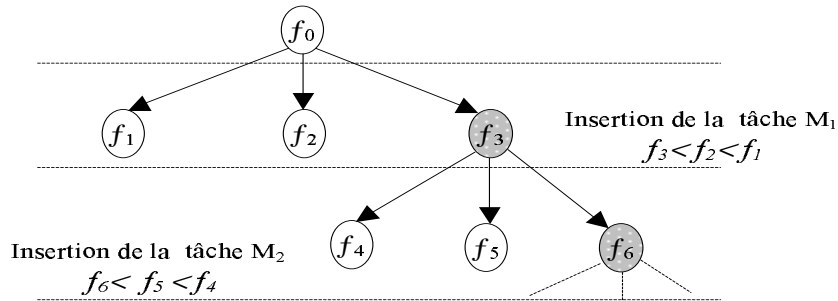 f₀
f₁ f₂ f₃
Insertion de la tâche M₁
f₃<f₂<f₁
f₄ f₅ f₆
Insertion de la tâche M₂
f₆< f₅ <f₄